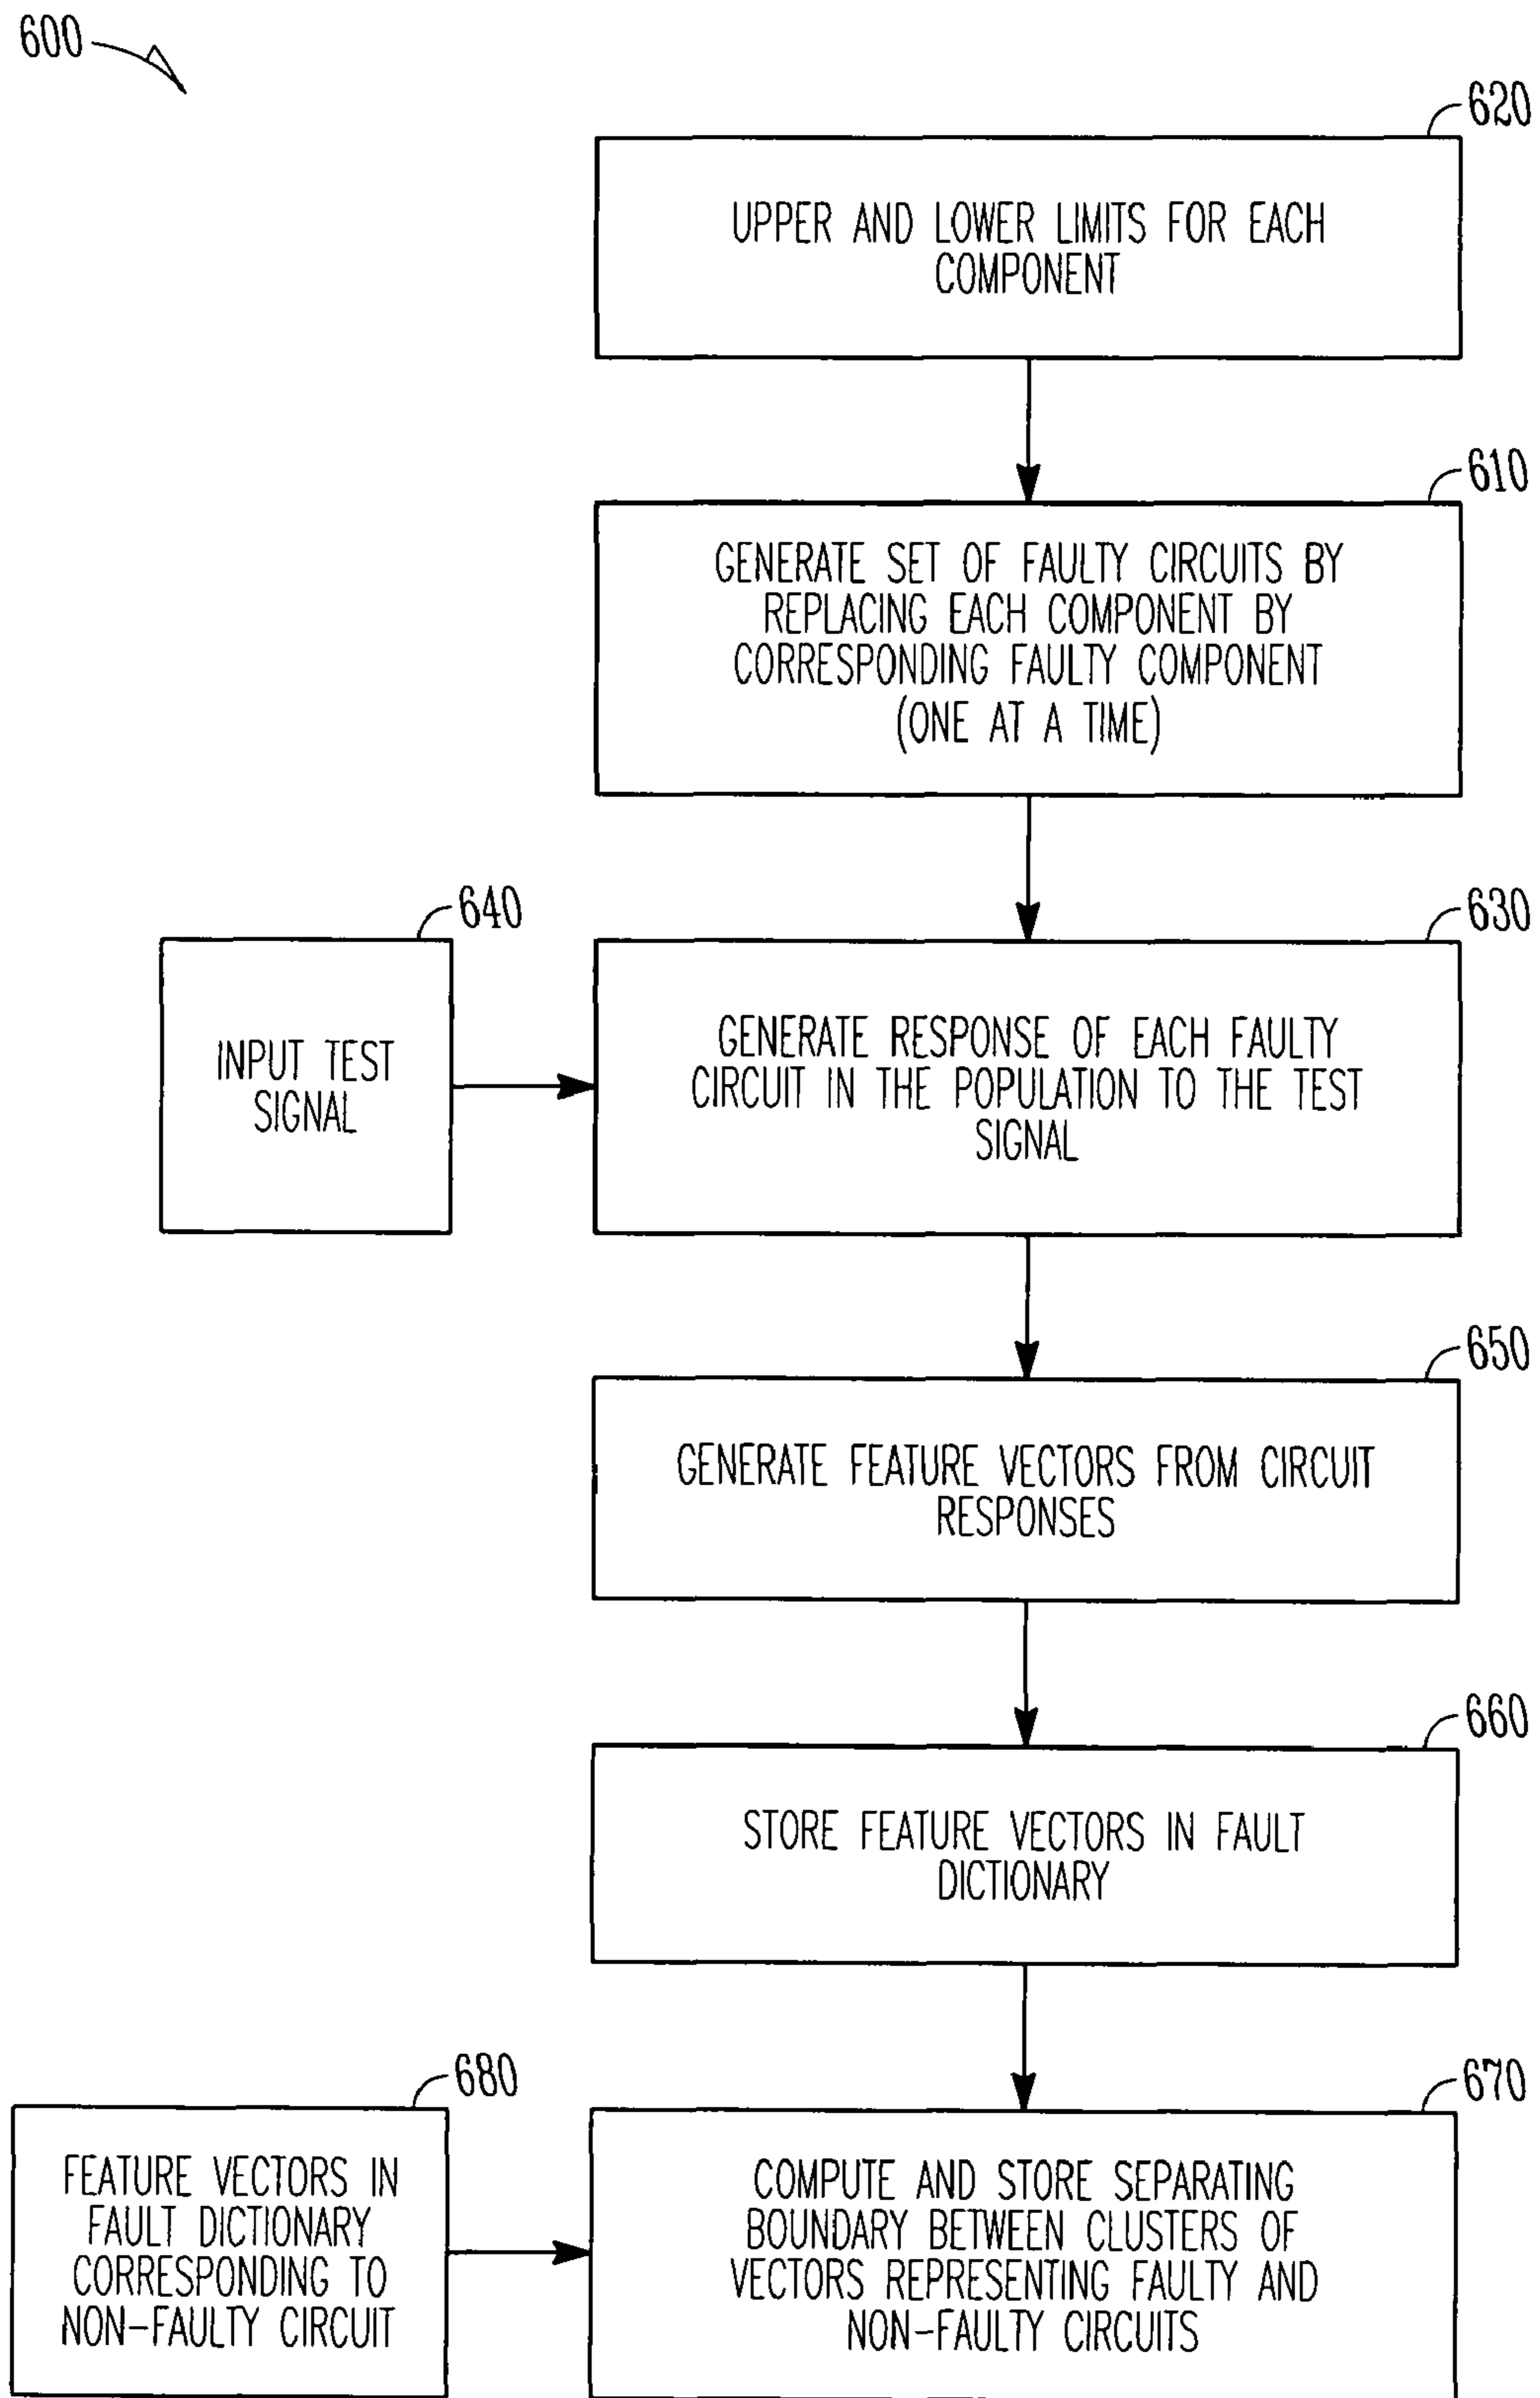 600
620
UPPER AND LOWER LIMITS FOR EACH
COMPONENT
610
GENERATE SET OF FAULTY CIRCUITS BY
REPLACING EACH COMPONENT BY
CORRESPONDING FAULTY COMPONENT
(ONE AT A TIME)
640
INPUT TEST
SIGNAL
630
GENERATE RESPONSE OF EACH FAULTY
CIRCUIT IN THE POPULATION TO THE TEST
SIGNAL
650
GENERATE FEATURE VECTORS FROM CIRCUIT
RESPONSES
660
STORE FEATURE VECTORS IN FAULT
DICTIONARY
680
FEATURE VECTORS IN
FAULT DICTIONARY
CORRESPONDING TO
NON-FAULTY CIRCUIT
670
COMPUTE AND STORE SEPARATING
BOUNDARY BETWEEN CLUSTERS OF
VECTORS REPRESENTING FAULTY AND
NON-FAULTY CIRCUITS